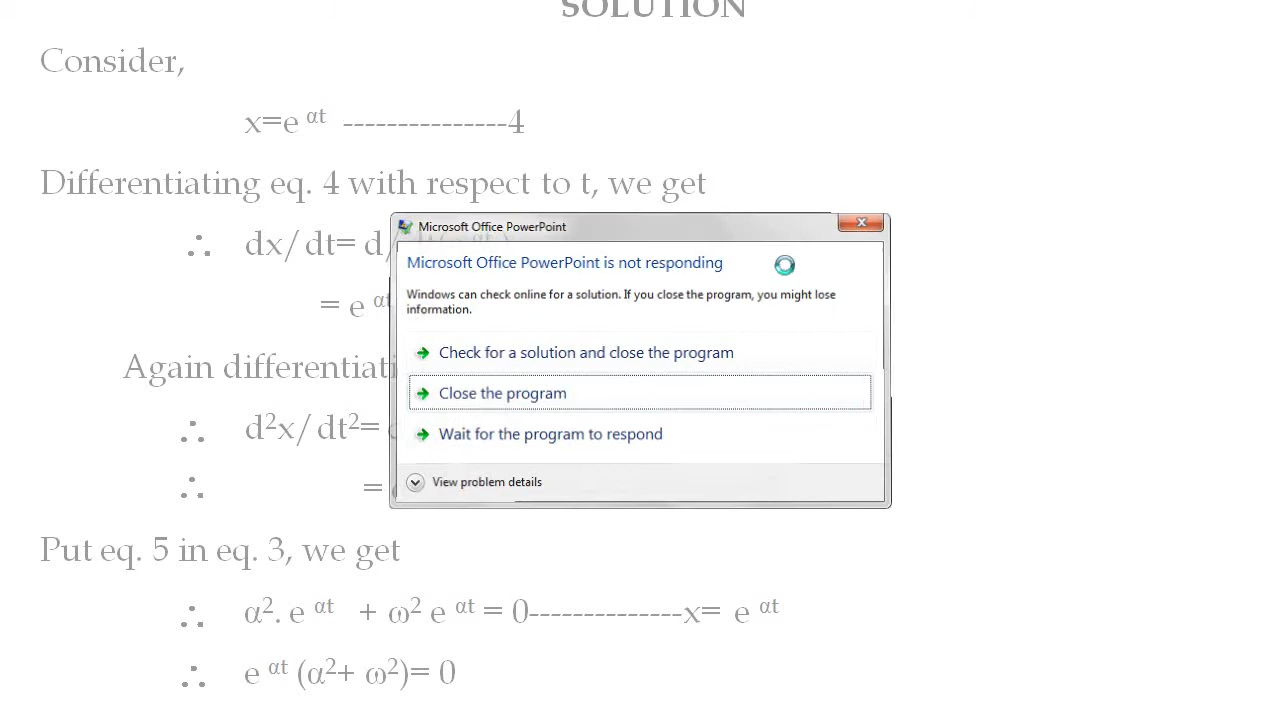 SOLUTION
Consider,
x=e αt ---------------4
Differentiating eq. 4 with respect to t, we get
∴ dx/dt= d/
= e αt
Again differentiati
∴ d²x/dt²=
∴ =
Put eq. 5 in eq. 3, we get
∴ α². e αt + ω² e αt = 0--------------x= e αt
∴ e αt (α²+ ω²)= 0
Microsoft Office PowerPoint
Microsoft Office PowerPoint is not responding
Windows can check online for a solution. If you close the program, you might lose
information.
Check for a solution and close the program
Close the program
Wait for the program to respond
View problem details